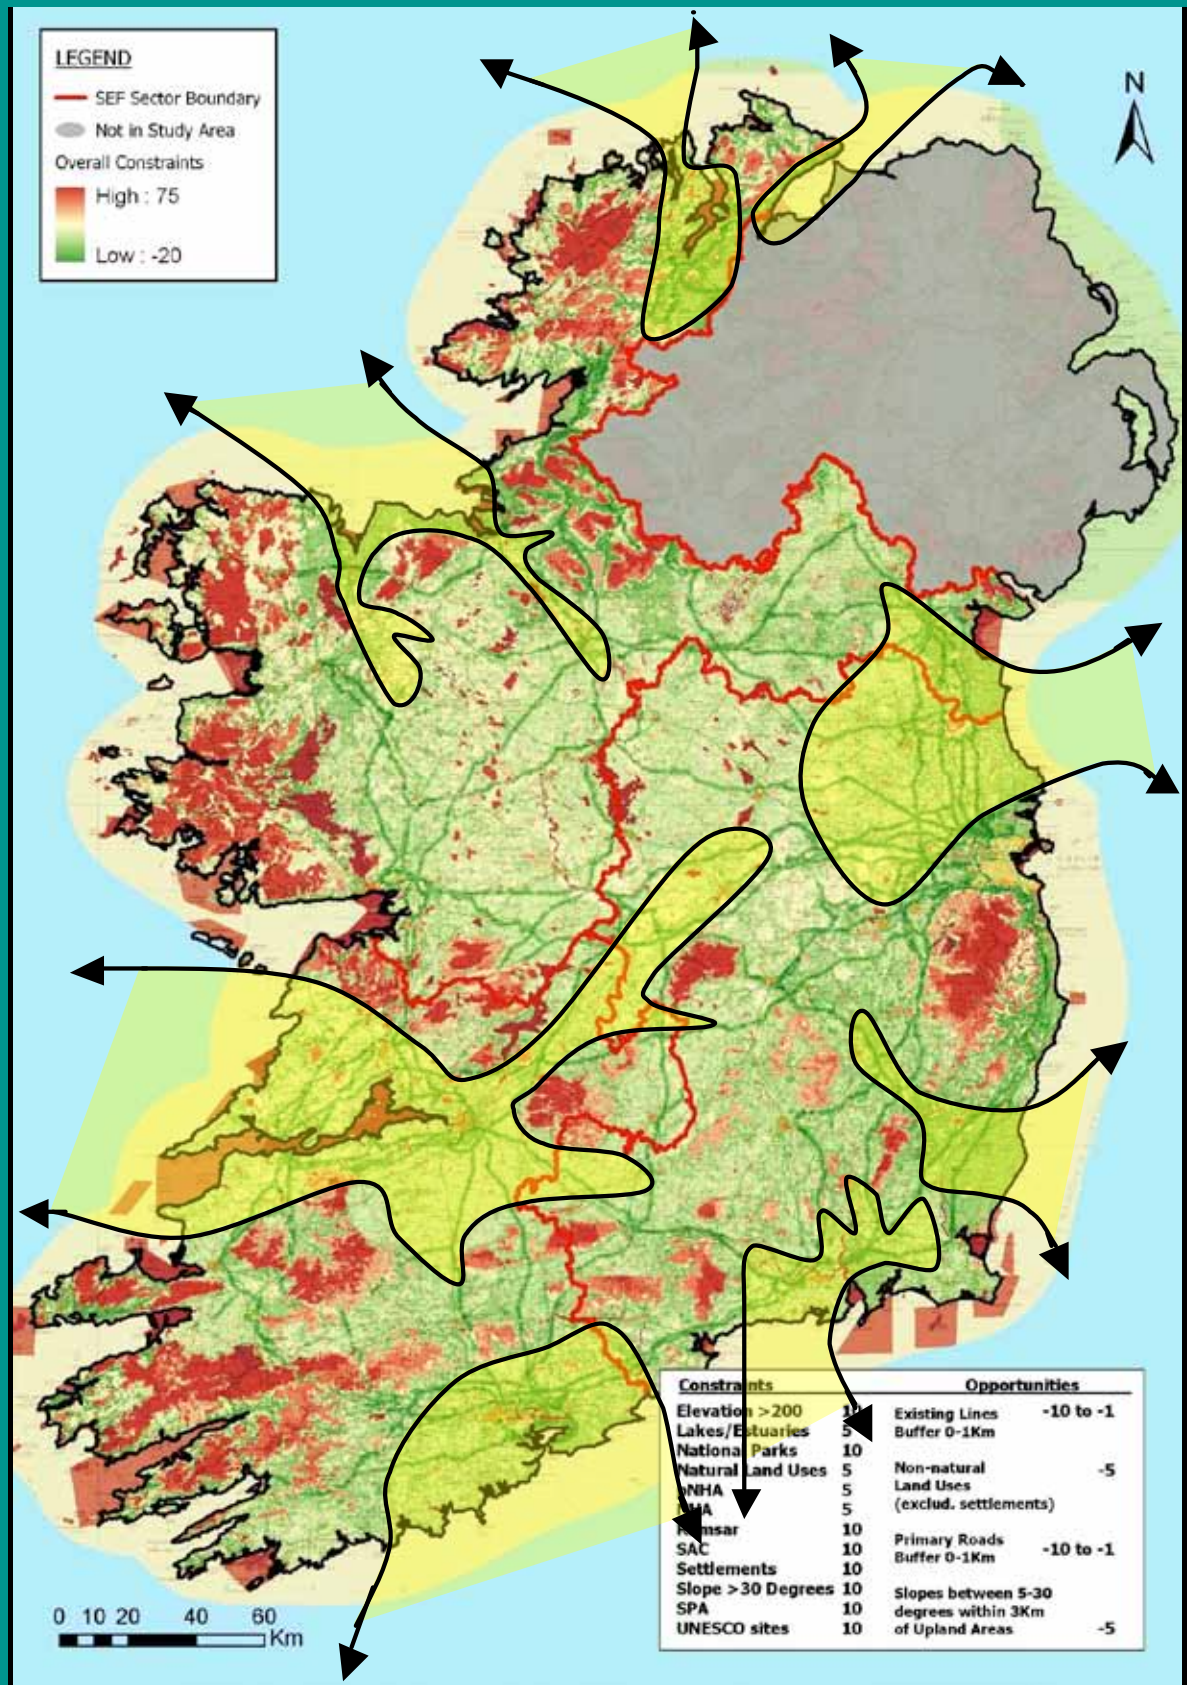 LEGEND
SEF Sector Boundary
Not in Study Area
Overall Constraints
High : 75
Low : -20
N
Constraints
Elevation >200 10
Lakes/Estuaries 5
National Parks 10
Natural Land Uses 5
pNHA 5
NHA 5
Ramsar 10
SAC 10
Settlements 10
Slope >30 Degrees 10
SPA 10
UNESCO sites 10
Opportunities
Existing Lines -10 to -1
Buffer 0-1Km
Non-natural -5
Land Uses
(exclud. settlements)
Primary Roads
Buffer 0-1Km -10 to -1
Slopes between 5-30
degrees within 3Km
of Upland Areas -5
0 10 20 40 60
Km